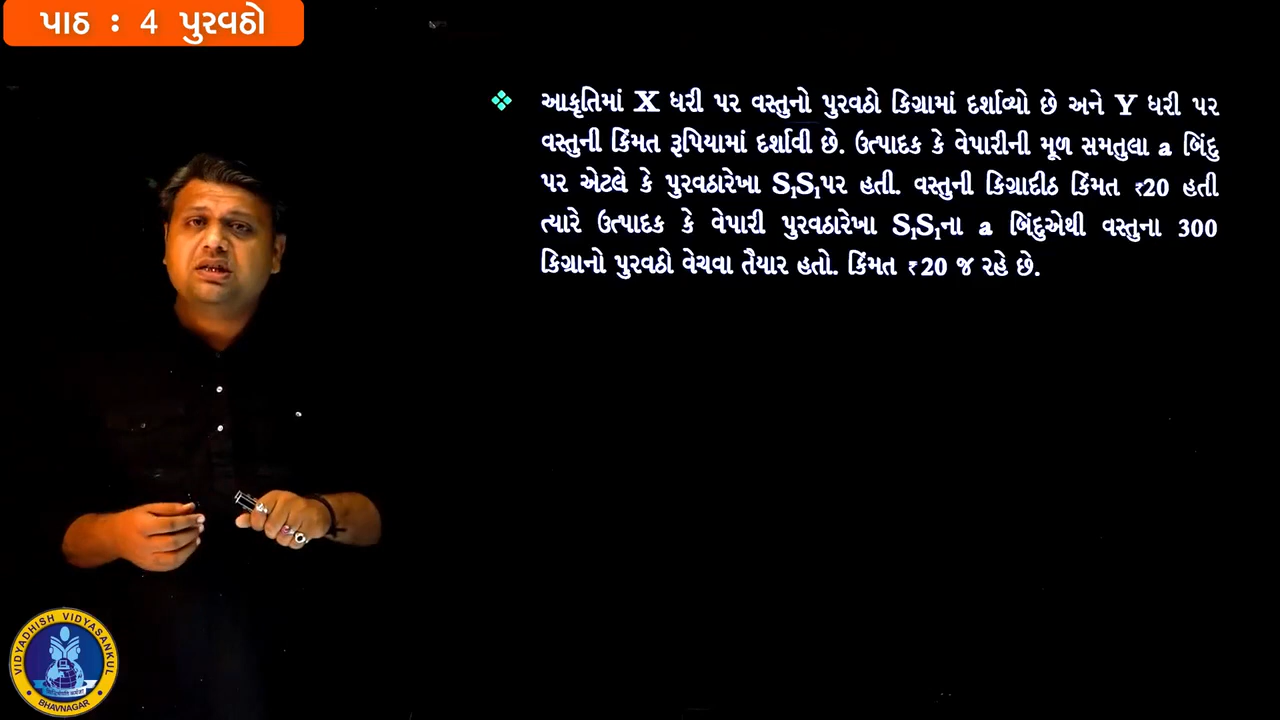 પાઠ : 4 પુરવઠો
❖ આકૃતિમાં X ધરી પર વસ્તુનો પુરવઠો કિગ્રામાં દર્શાવ્યો છે અને Y ધરી પર
વસ્તુની કિંમત રૂપિયામાં દર્શાવી છે. ઉત્પાદક કે વેપારીની મૂળ સમતુલા a બિંદુ
પર એટલે કે પુરવઠારેખા S₁S₁પર હતી. વસ્તુની કિગ્રાદીઠ કિંમત ₹20 હતી
ત્યારે ઉત્પાદક કે વેપારી પુરવઠારેખા S₁S₁ના a બિંદુએથી વસ્તુના 300
કિગ્રાનો પુરવઠો વેચવા તૈયાર હતો. કિંમત ₹20 જ રહે છે.
VIDYADHISH VIDYASANKUL
BHAVNAGAR